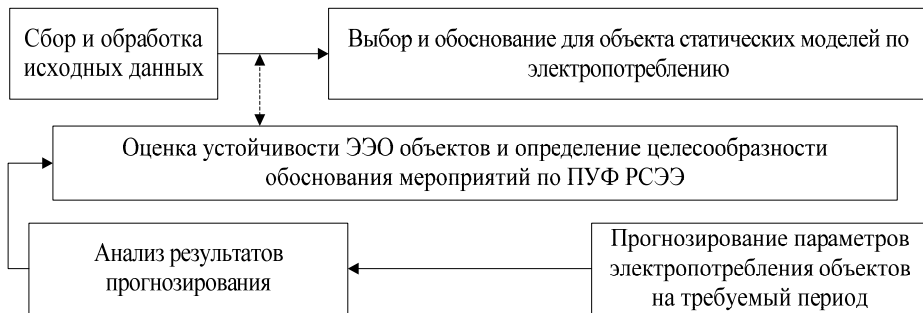 Сбор и обработка
исходных данных
Выбор и обоснование для объекта статических моделей по
электропотреблению
Оценка устойчивости ЭЭО объектов и определение целесообразности
обоснования мероприятий по ПУФ РСЭЭ
Анализ результатов
прогнозирования
Прогнозирование параметров
электропотребления объектов
на требуемый период